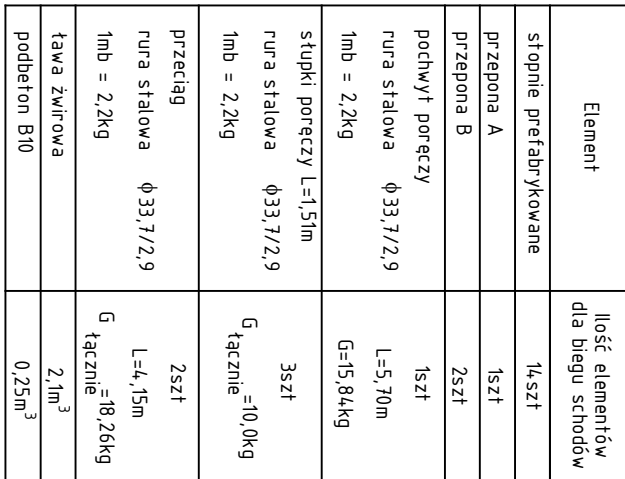 Element
Ilość elementów
dla biegu schodów
stopnie prefabrykowane
14szt
przepona A
1szt
przepona B
2szt
pochwyt poręczy
rura stalowa ϕ33,7/2,9
1mb = 2,2kg
1szt
L=5,70m
G=15,84kg
słupki poręczy L=1,51m
rura stalowa ϕ33,7/2,9
1mb = 2,2kg
3szt
G łącznie =10,0kg
przeciąg
rura stalowa ϕ33,7/2,9
1mb = 2,2kg
2szt
L=4,15m
G łącznie =18,26kg
ława żwirowa
2,1m³
podbeton B10
0,25m³